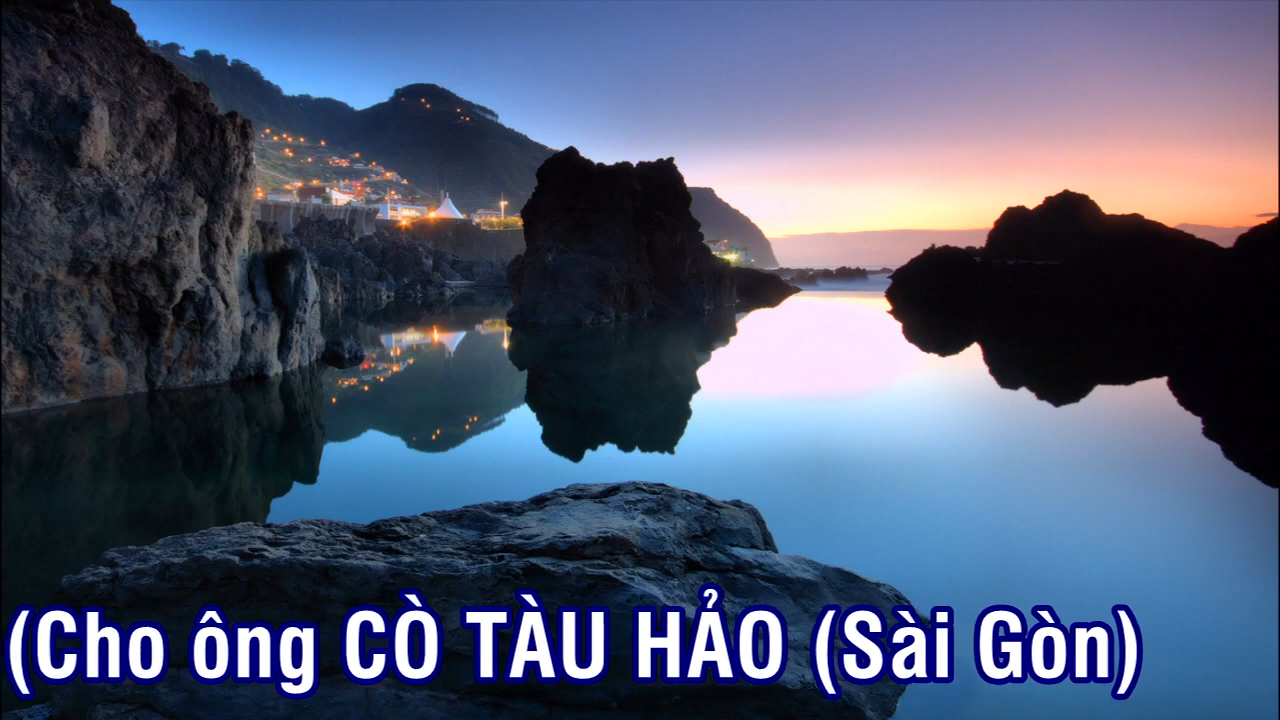 (Cho ông CÒ TÀU HẢO (Sài Gòn)